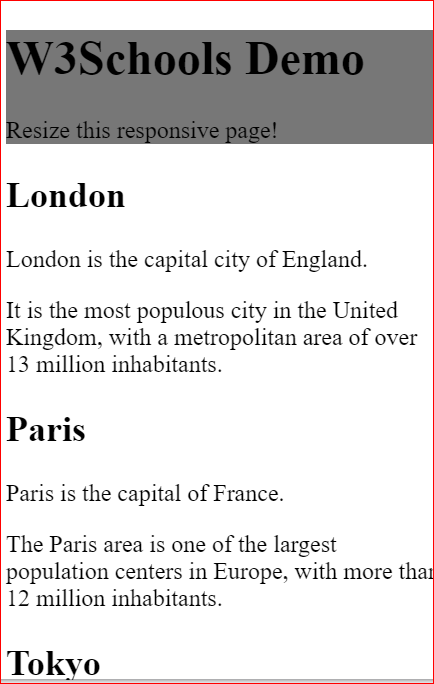 W3Schools Demo
Resize this responsive page!
London
London is the capital city of England.
It is the most populous city in the United
Kingdom, with a metropolitan area of over
13 million inhabitants.
Paris
Paris is the capital of France.
The Paris area is one of the largest
population centers in Europe, with more than
12 million inhabitants.
Tokyo